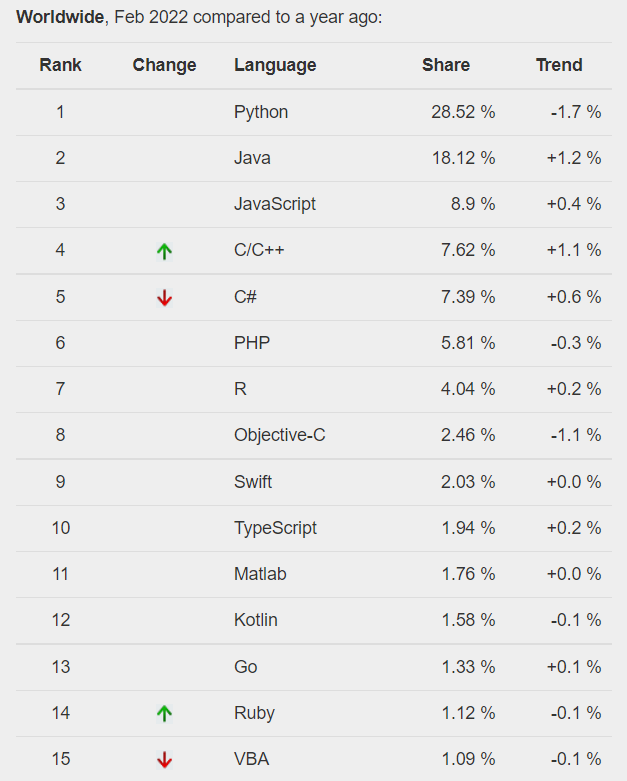 Worldwide, Feb 2022 compared to a year ago:
Rank Change Language Share Trend
1 Python 28.52 % -1.7 %
2 Java 18.12 % +1.2 %
3 JavaScript 8.9 % +0.4 %
4 C/C++ 7.62 % +1.1 %
5 C# 7.39 % +0.6 %
6 PHP 5.81 % -0.3 %
7 R 4.04 % +0.2 %
8 Objective-C 2.46 % -1.1 %
9 Swift 2.03 % +0.0 %
10 TypeScript 1.94 % +0.2 %
11 Matlab 1.76 % +0.0 %
12 Kotlin 1.58 % -0.1 %
13 Go 1.33 % +0.1 %
14 Ruby 1.12 % -0.1 %
15 VBA 1.09 % -0.1 %